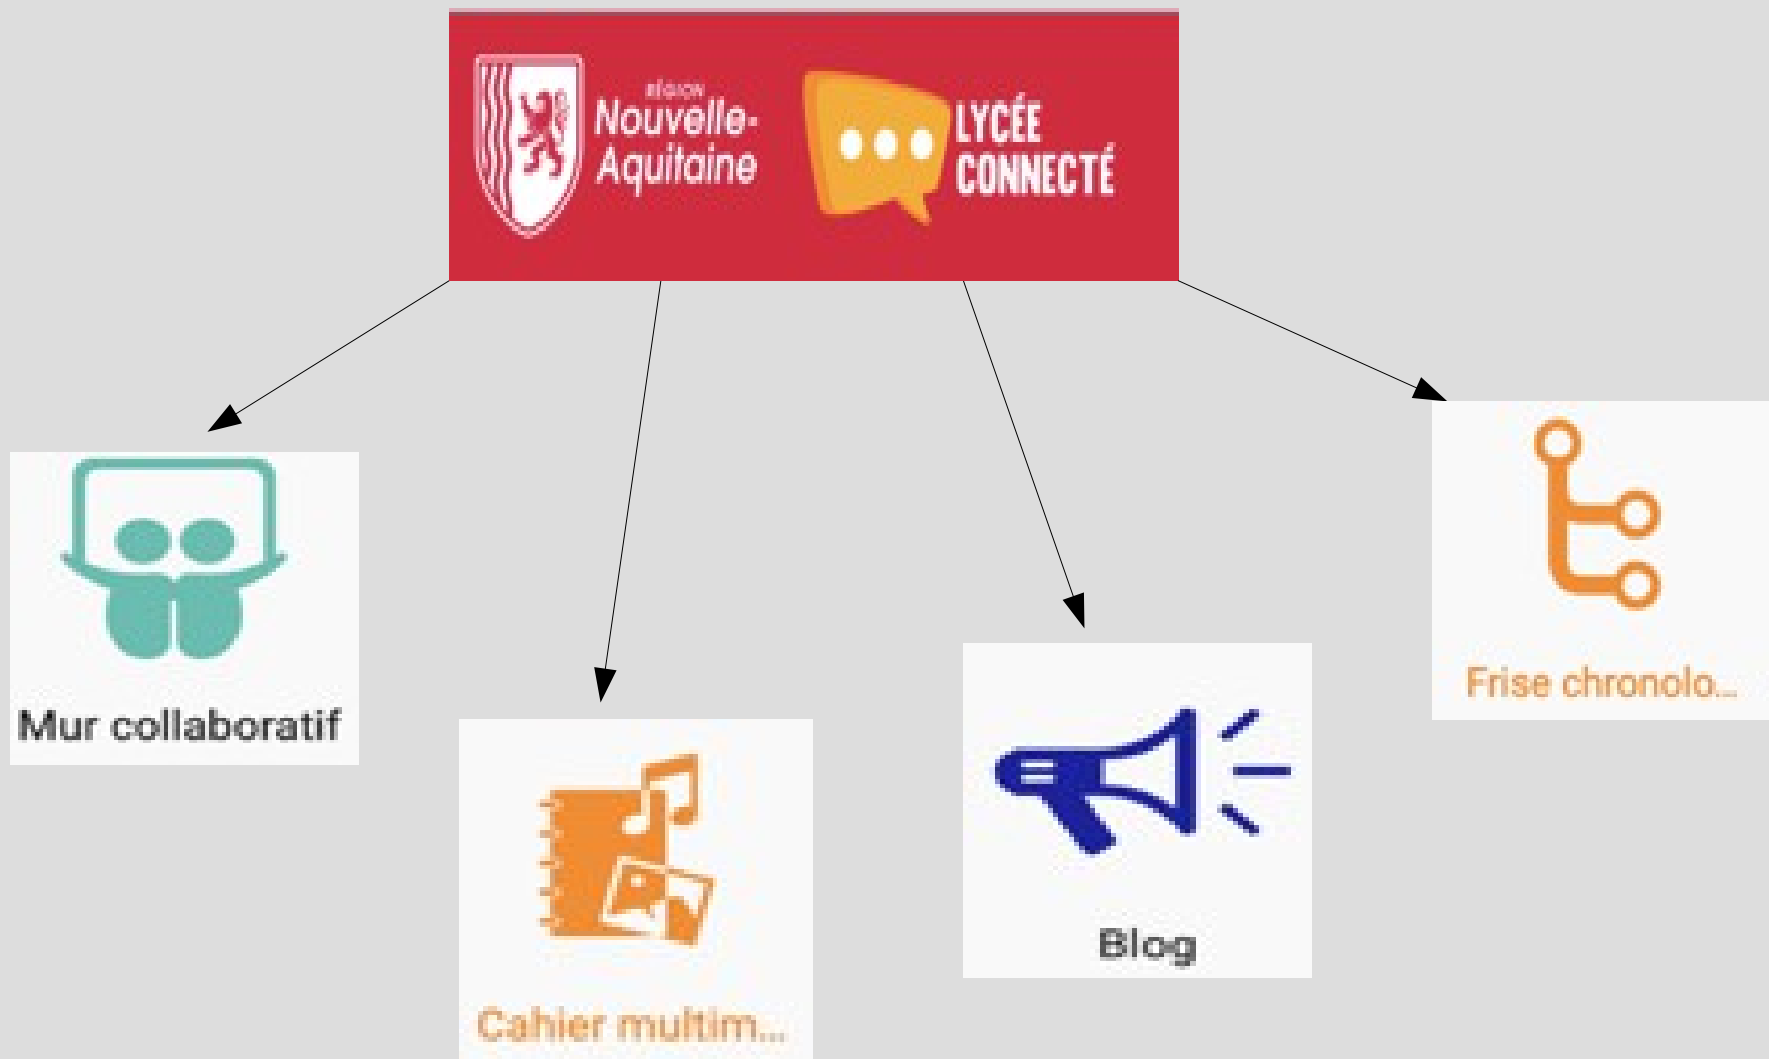 RÉGION
Nouvelle-
Aquitaine
LYCÉE
CONNECTÉ
Mur collaboratif
Cahier multim...
Blog
Frise chronolo...